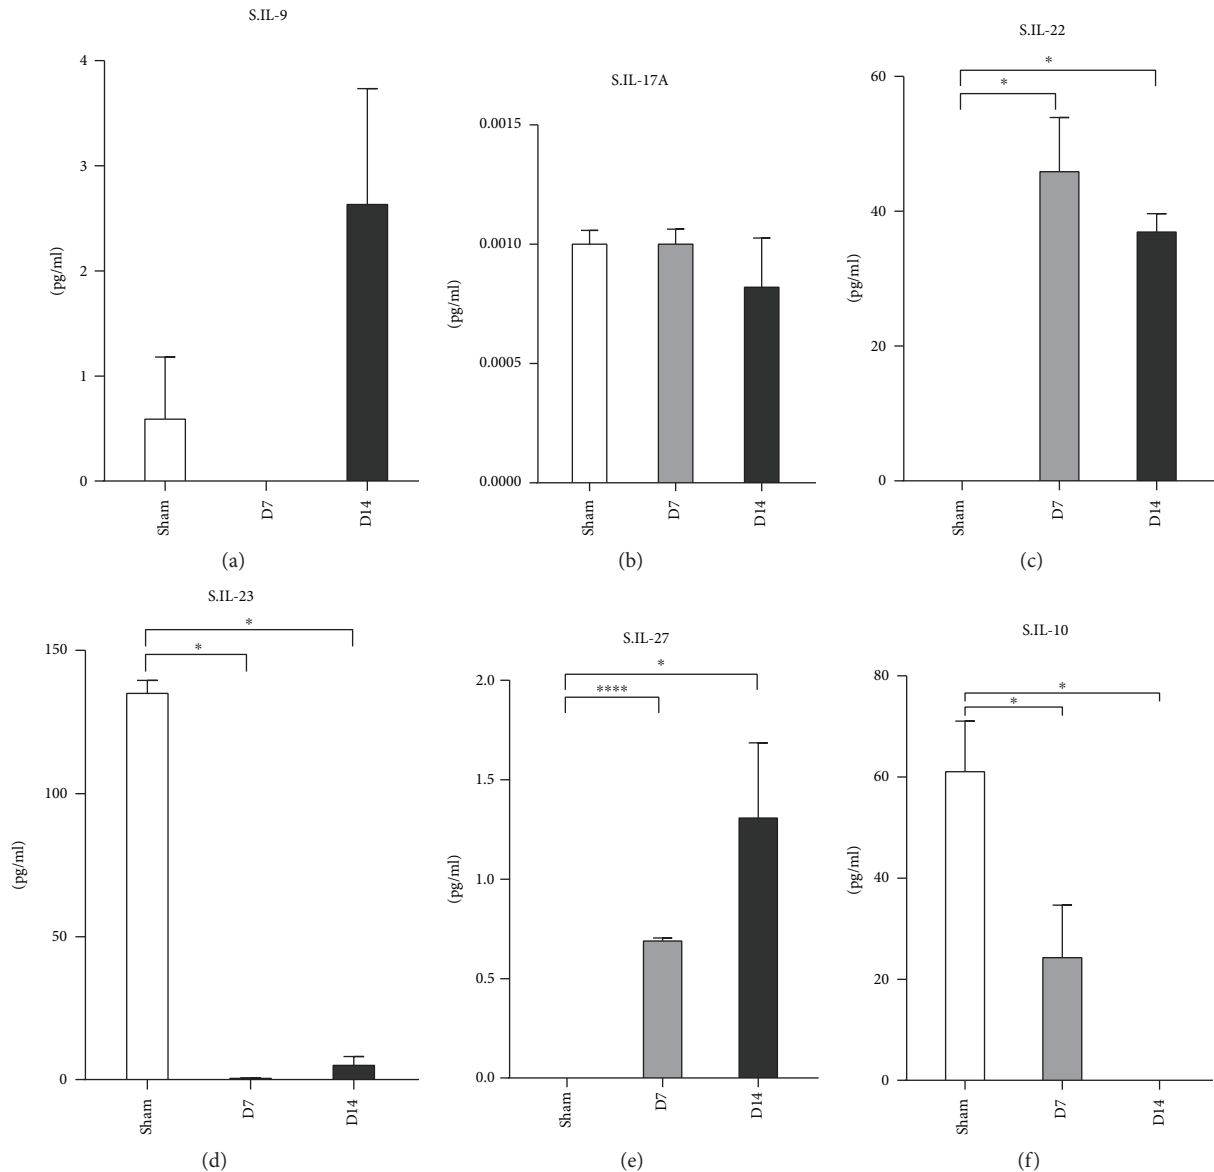 S.IL-9
4
3
2
1
0
(pg/ml)
Sham
D7
D14
(a)
S.IL-17A
0.0015
0.0010
0.0005
0.0000
(pg/ml)
Sham
D7
D14
(b)
S.IL-22
*
*
60
40
20
0
(pg/ml)
Sham
D7
D14
(c)
S.IL-23
*
*
150
100
50
0
(pg/ml)
Sham
D7
D14
(d)
S.IL-27
*
****
2.0
1.5
1.0
0.5
0.0
(pg/ml)
Sham
D7
D14
(e)
S.IL-10
*
*
80
60
40
20
0
(pg/ml)
Sham
D7
D14
(f)